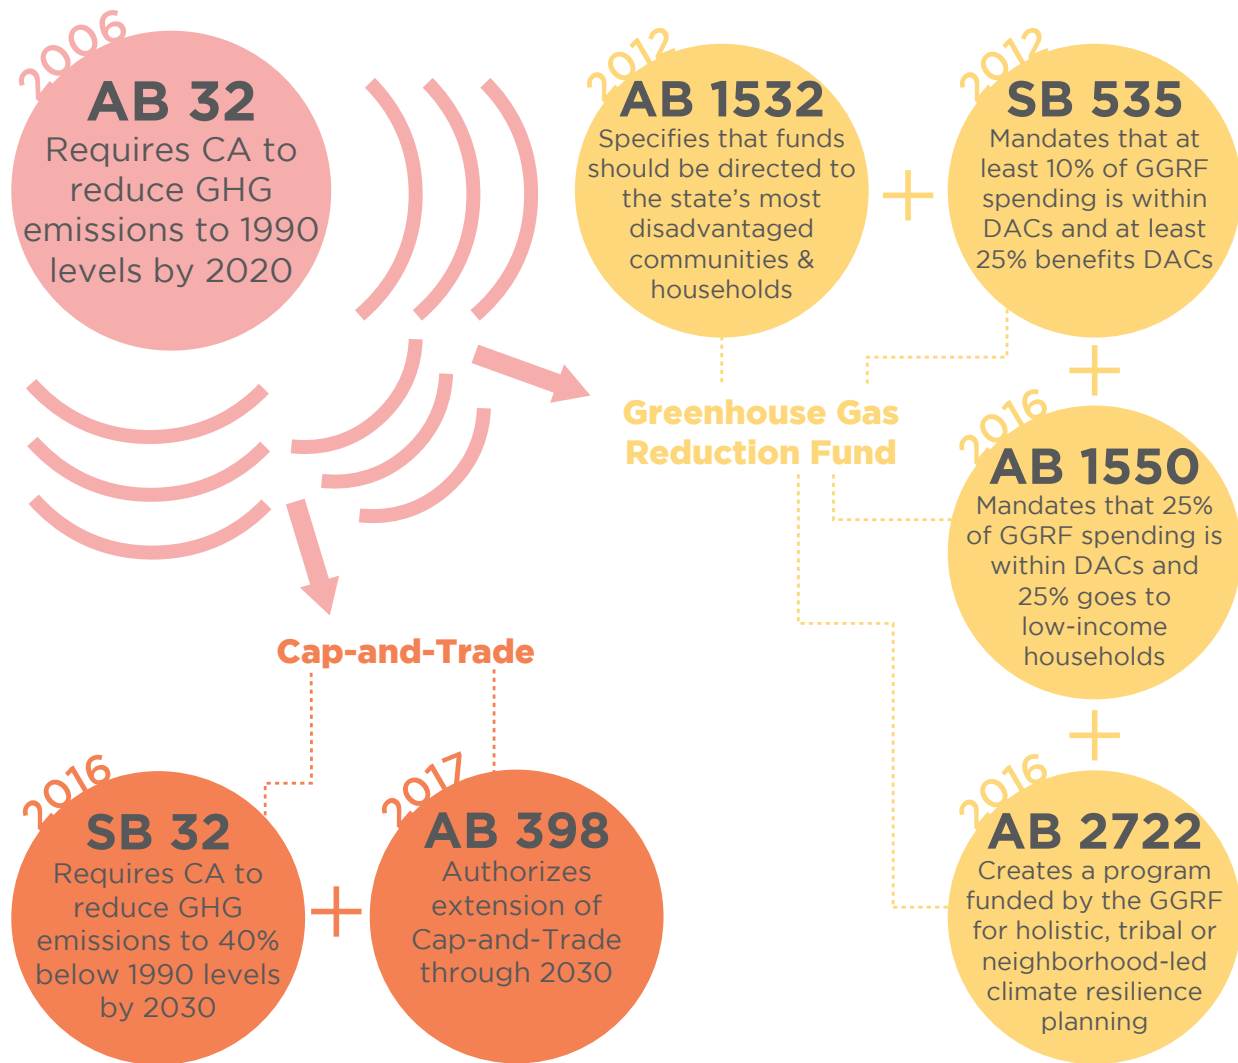 2006
AB 32
Requires CA to
reduce GHG
emissions to 1990
levels by 2020
2012
AB 1532
Specifies that funds
should be directed to
the state's most
disadvantaged
communities &
households
2012
SB 535
Mandates that at
least 10% of GGRF
spending is within
DACs and at least
25% benefits DACs
Greenhouse Gas
Reduction Fund
2016
AB 1550
Mandates that 25%
of GGRF spending is
within DACs and
25% goes to
low-income
households
Cap-and-Trade
2016
SB 32
Requires CA to
reduce GHG
emissions to 40%
below 1990 levels
by 2030
2017
AB 398
Authorizes
extension of
Cap-and-Trade
through 2030
2016
AB 2722
Creates a program
funded by the GGRF
for holistic, tribal or
neighborhood-led
climate resilience
planning